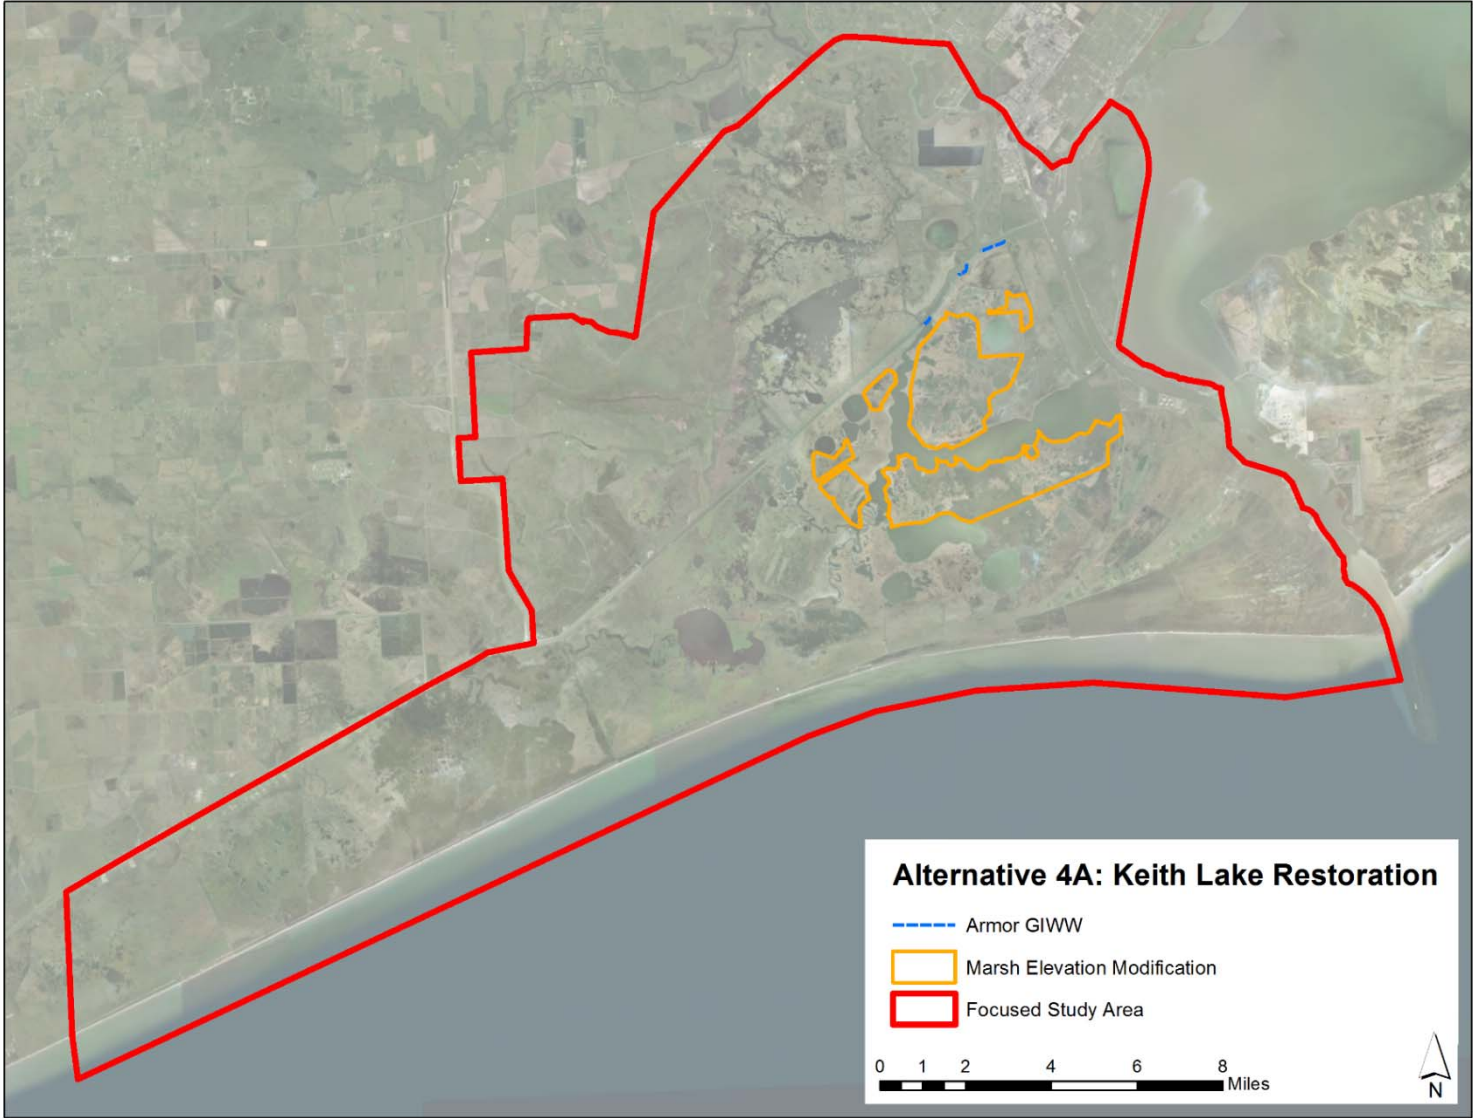 Alternative 4A: Keith Lake Restoration
Armor GIWW
Marsh Elevation Modification
Focused Study Area
0 1 2 4 6 8
Miles
N